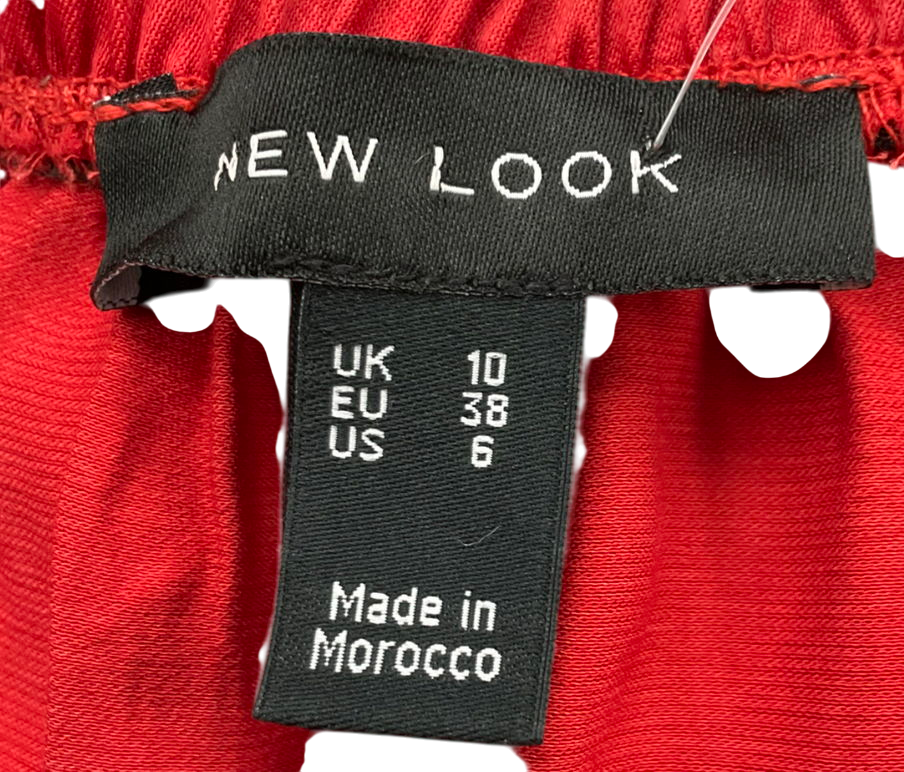 NEW LOOK
UK 10
EU 38
US 6
Made in
Morocco